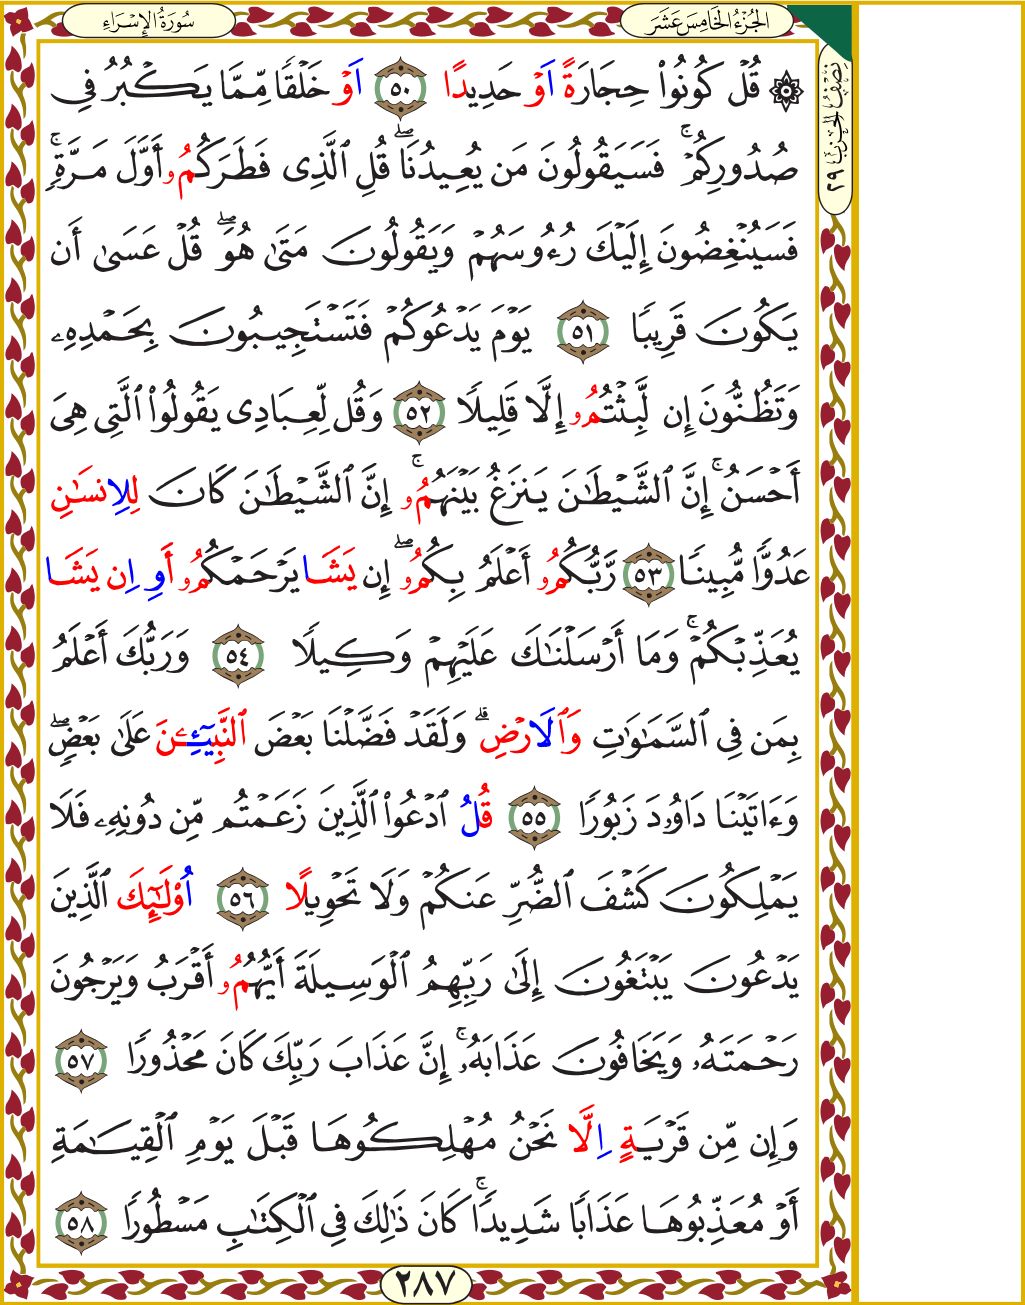 سُورَةُ الإِسْرَاءِ
الجُزْءُ الخَامِسَ عَشَرَ
نِصْفُ الحِزْبِ ٢٩
۞ قُلْ كُونُواْ حِجَارَةً اَوْ حَدِيدًا ٥٠ اَوْ خَلْقًا مِّمَّا يَكْبُرُ فِى
صُدُورِكُمْۚ فَسَيَقُولُونَ مَن يُعِيدُنَاۖ قُلِ ٱلَّذِى فَطَرَكُمُۥ أَوَّلَ مَرَّةٍۚ
فَسَيُنْغِضُونَ إِلَيْكَ رُءُوسَهُمْ وَيَقُولُونَ مَتَىٰ هُوَۖ قُلْ عَسَىٰ أَن
يَكُونَ قَرِيبًا ٥١ يَوْمَ يَدْعُوكُمْ فَتَسْتَجِيبُونَ بِحَمْدِهِۦ
وَتَظُنُّونَ إِن لَّبِثْتُمُۥ إِلَّا قَلِيلًا ٥٢ وَقُل لِّعِبَادِى يَقُولُواْ ٱلَّتِى هِىَ
أَحْسَنُۚ إِنَّ ٱلشَّيْطَٰنَ يَنزَغُ بَيْنَهُمُۥۚ إِنَّ ٱلشَّيْطَٰنَ كَانَ لِلِانسَٰنِ
عَدُوًّا مُّبِينًا ٥٣ رَّبُّكُمُۥ أَعْلَمُ بِكُمُۥۖ إِن يَشَا يَرْحَمْكُمُۥ أَوِ اِن يَشَا
يُعَذِّبْكُمْۚ وَمَا أَرْسَلْنَٰكَ عَلَيْهِمْ وَكِيلًا ٥٤ وَرَبُّكَ أَعْلَمُ
بِمَن فِى ٱلسَّمَٰوَٰتِ وَٱلَارْضِۗ وَلَقَدْ فَضَّلْنَا بَعْضَ ٱلنَّبِيٓـِٕينَ عَلَىٰ بَعْضٍۖ
وَءَاتَيْنَا دَاوُۥدَ زَبُورًا ٥٥ قُلُ ٱدْعُواْ ٱلَّذِينَ زَعَمْتُم مِّن دُونِهِۦ فَلَا
يَمْلِكُونَ كَشْفَ ٱلضُّرِّ عَنكُمْ وَلَا تَحْوِيلًا ٥٦ اُوْلَٰٓئِكَ ٱلَّذِينَ
يَدْعُونَ يَبْتَغُونَ إِلَىٰ رَبِّهِمُ ٱلْوَسِيلَةَ أَيُّهُمُۥ أَقْرَبُ وَيَرْجُونَ
رَحْمَتَهُۥ وَيَخَافُونَ عَذَابَهُۥۚ إِنَّ عَذَابَ رَبِّكَ كَانَ مَحْذُورًا ٥٧
وَإِن مِّن قَرْيَةٍ اِلَّا نَحْنُ مُهْلِكُوهَا قَبْلَ يَوْمِ ٱلْقِيَٰمَةِ
أَوْ مُعَذِّبُوهَا عَذَابًا شَدِيدًاۚ كَانَ ذَٰلِكَ فِى ٱلْكِتَٰبِ مَسْطُورًا ٥٨
٢٨٧